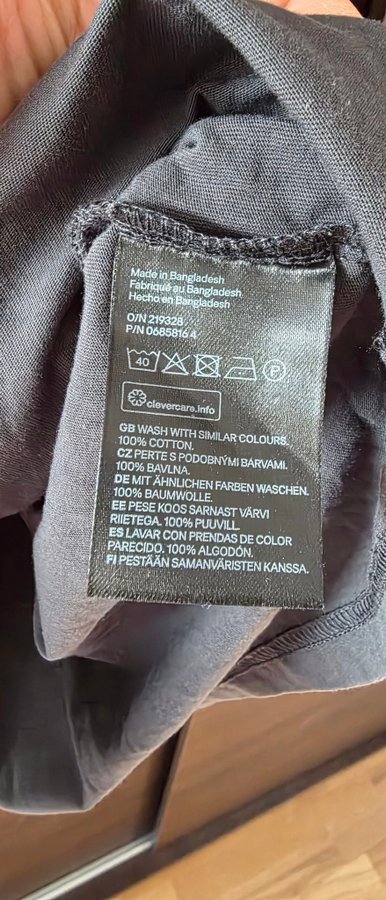 Made in Bangladesh
Fabriqué au Bangladesh
Hecho en Bangladesh
O/N 219328
P/N 0685816 4
40 P
clevercare.info
GB WASH WITH SIMILAR COLOURS.
100% COTTON.
CZ PERTE S PODOBNÝMI BARVAMI.
100% BAVLNA.
DE MIT ÄHNLICHEN FARBEN WASCHEN.
100% BAUMWOLLE.
EE PESE KOOS SARNAST VÄRVI
RIIETEGA. 100% PUUVILL.
ES LAVAR CON PRENDAS DE COLOR
PARECIDO. 100% ALGODÓN.
FI PESTÄÄN SAMANVÄRISTEN KANSSA.